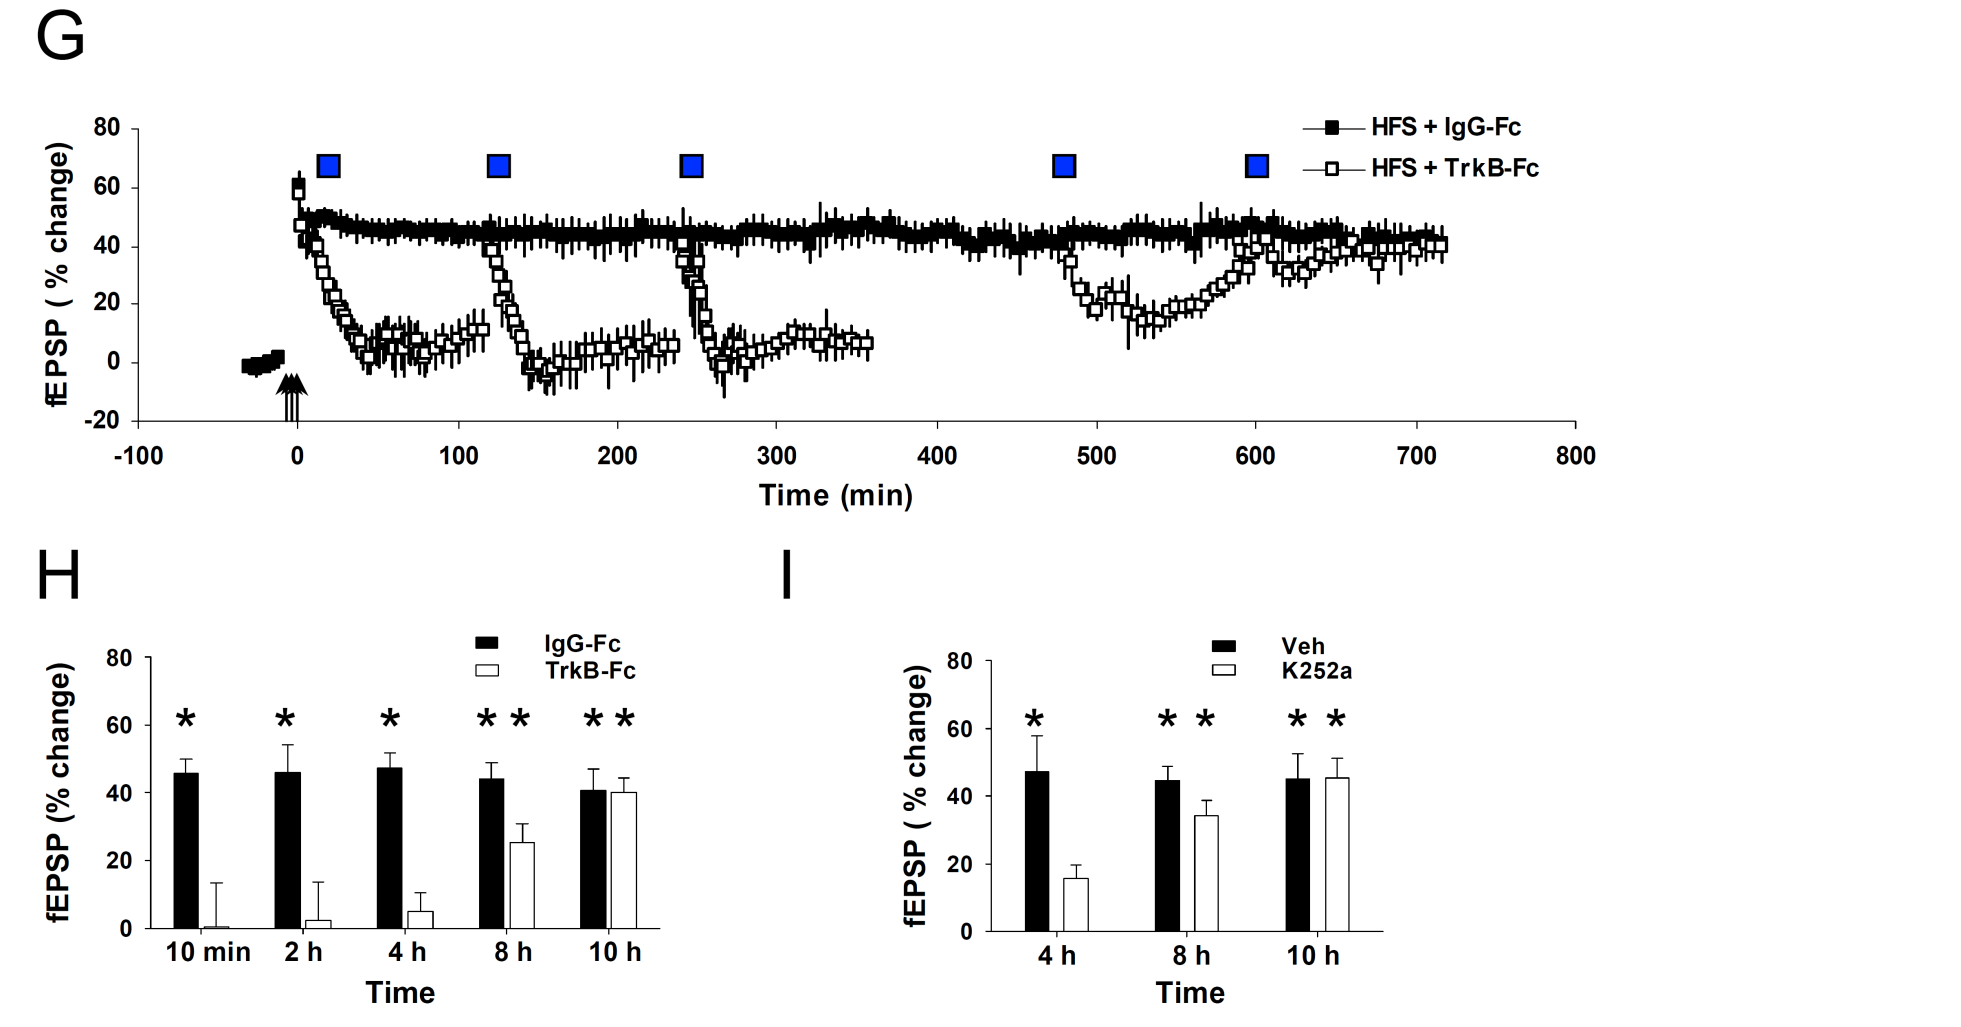 G
fEPSP ( % change)
80
60
40
20
0
-20
-100 0 100 200 300 400 500 600 700 800
Time (min)
HFS + IgG-Fc
HFS + TrkB-Fc
H
fEPSP (% change)
80
60
40
20
0
IgG-Fc
TrkB-Fc
* * * * * * *
10 min 2 h 4 h 8 h 10 h
Time
I
fEPSP ( % change)
80
60
40
20
0
Veh
K252a
* * * * *
4 h 8 h 10 h
Time